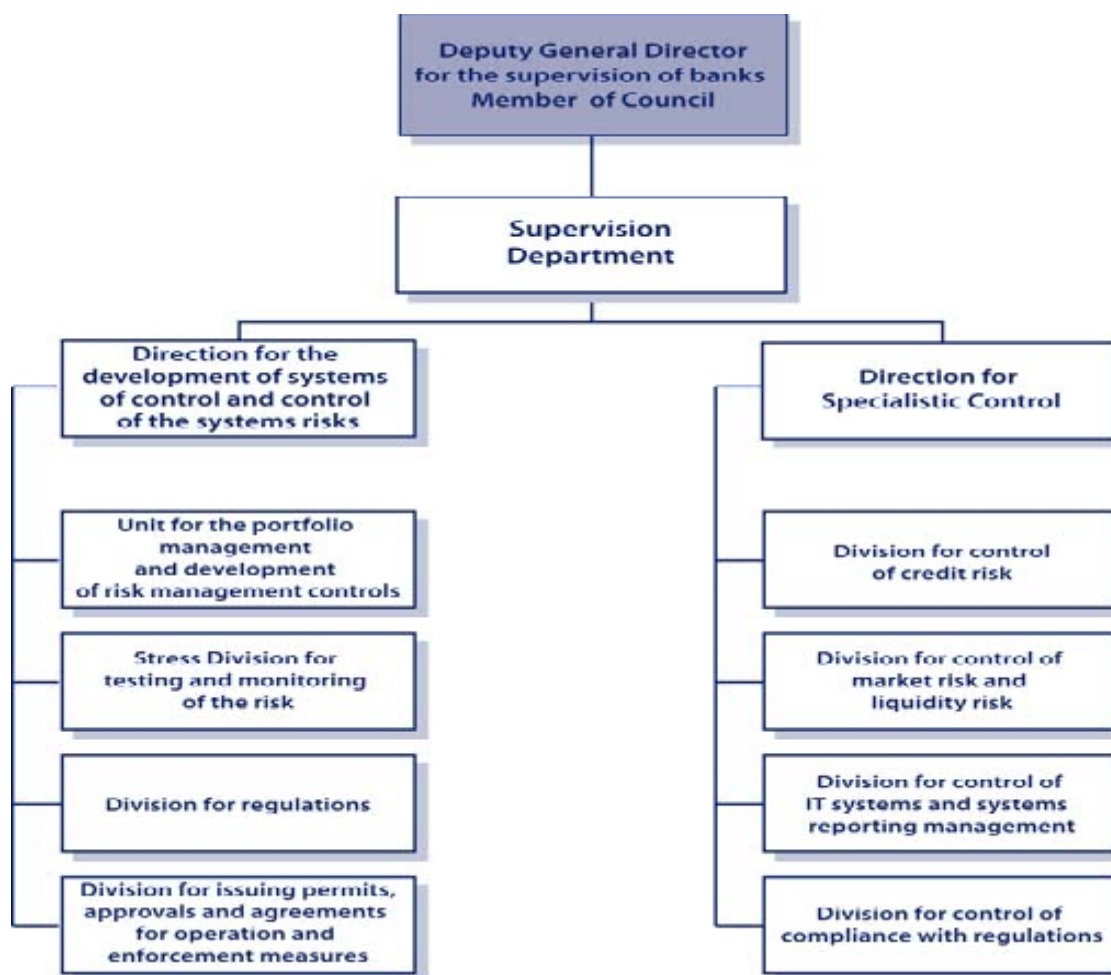 Deputy General Director
for the supervision of banks
Member of Council
Supervision
Department
Direction for the
development of systems
of control and control
of the systems risks
Unit for the portfolio
management
and development
of risk management controls
Stress Division for
testing and monitoring
of the risk
Division for regulations
Division for issuing permits,
approvals and agreements
for operation and
enforcement measures
Direction for
Specialistic Control
Division for control
of credit risk
Division for control of
market risk and
liquidity risk
Division for control of
IT systems and systems
reporting management
Division for control of
compliance with regulations